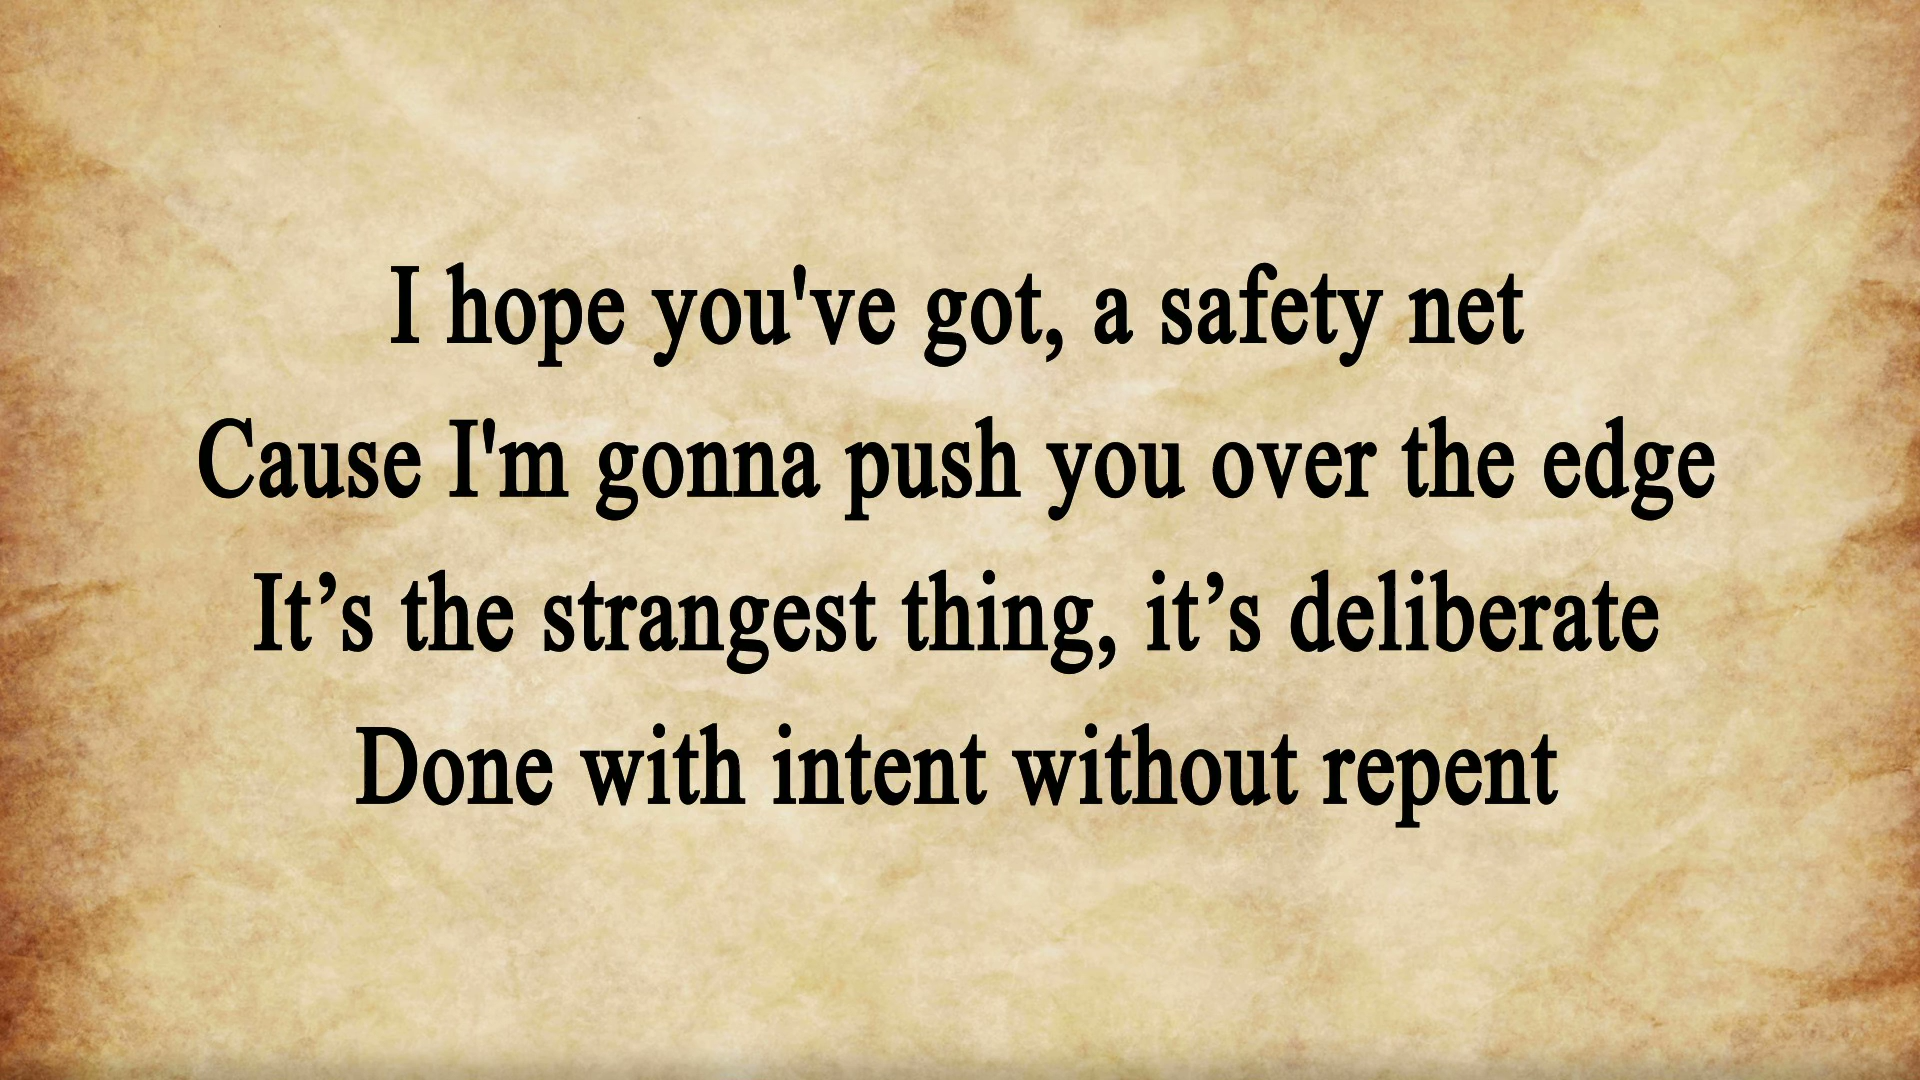 I hope you've got, a safety net
Cause I'm gonna push you over the edge
It’s the strangest thing, it’s deliberate
Done with intent without repent